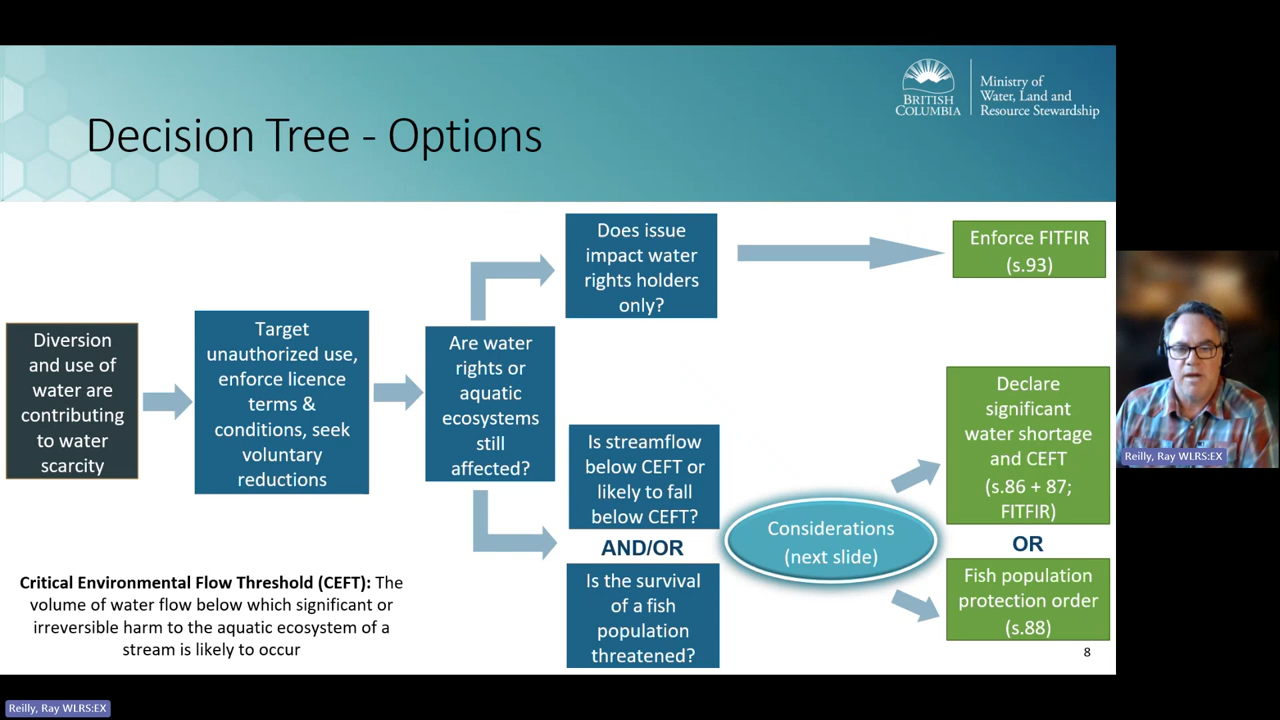 BRITISH
COLUMBIA
Ministry of
Water, Land and
Resource Stewardship
Decision Tree - Options
Diversion
and use of
water are
contributing
to water
scarcity
Target
unauthorized use,
enforce licence
terms &
conditions, seek
voluntary
reductions
Are water
rights or
aquatic
ecosystems
still
affected?
Does issue
impact water
rights holders
only?
Enforce FITFIR
(s.93)
Is streamflow
below CEFT or
likely to fall
below CEFT?
AND/OR
Is the survival
of a fish
population
threatened?
Considerations
(next slide)
Declare
significant
water shortage
and CEFT
(s.86 + 87;
FITFIR)
OR
Fish population
protection order
(s.88)
Critical Environmental Flow Threshold (CEFT): The
volume of water flow below which significant or
irreversible harm to the aquatic ecosystem of a
stream is likely to occur
8
Reilly, Ray WLRS:EX
Reilly, Ray WLRS:EX